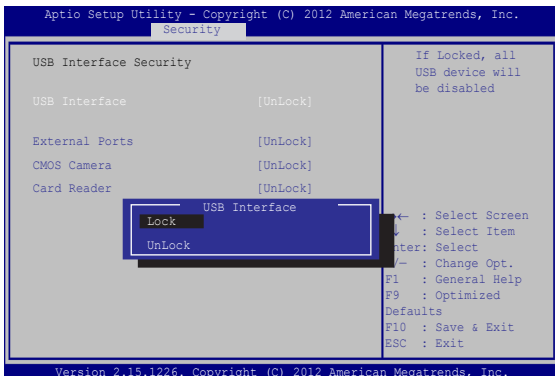 Aptio Setup Utility - Copyright (C) 2012 American Megatrends, Inc.
Security
USB Interface Security
USB Interface [UnLock]
External Ports [UnLock]
CMOS Camera [UnLock]
Card Reader [UnLock]
USB Interface
Lock
UnLock
If Locked, all
USB device will
be disabled
← : Select Screen
↓ : Select Item
nter: Select
/— : Change Opt.
F1 : General Help
F9 : Optimized
Defaults
F10 : Save & Exit
ESC : Exit
Version 2.15.1226. Copyright (C) 2012 American Megatrends, Inc.